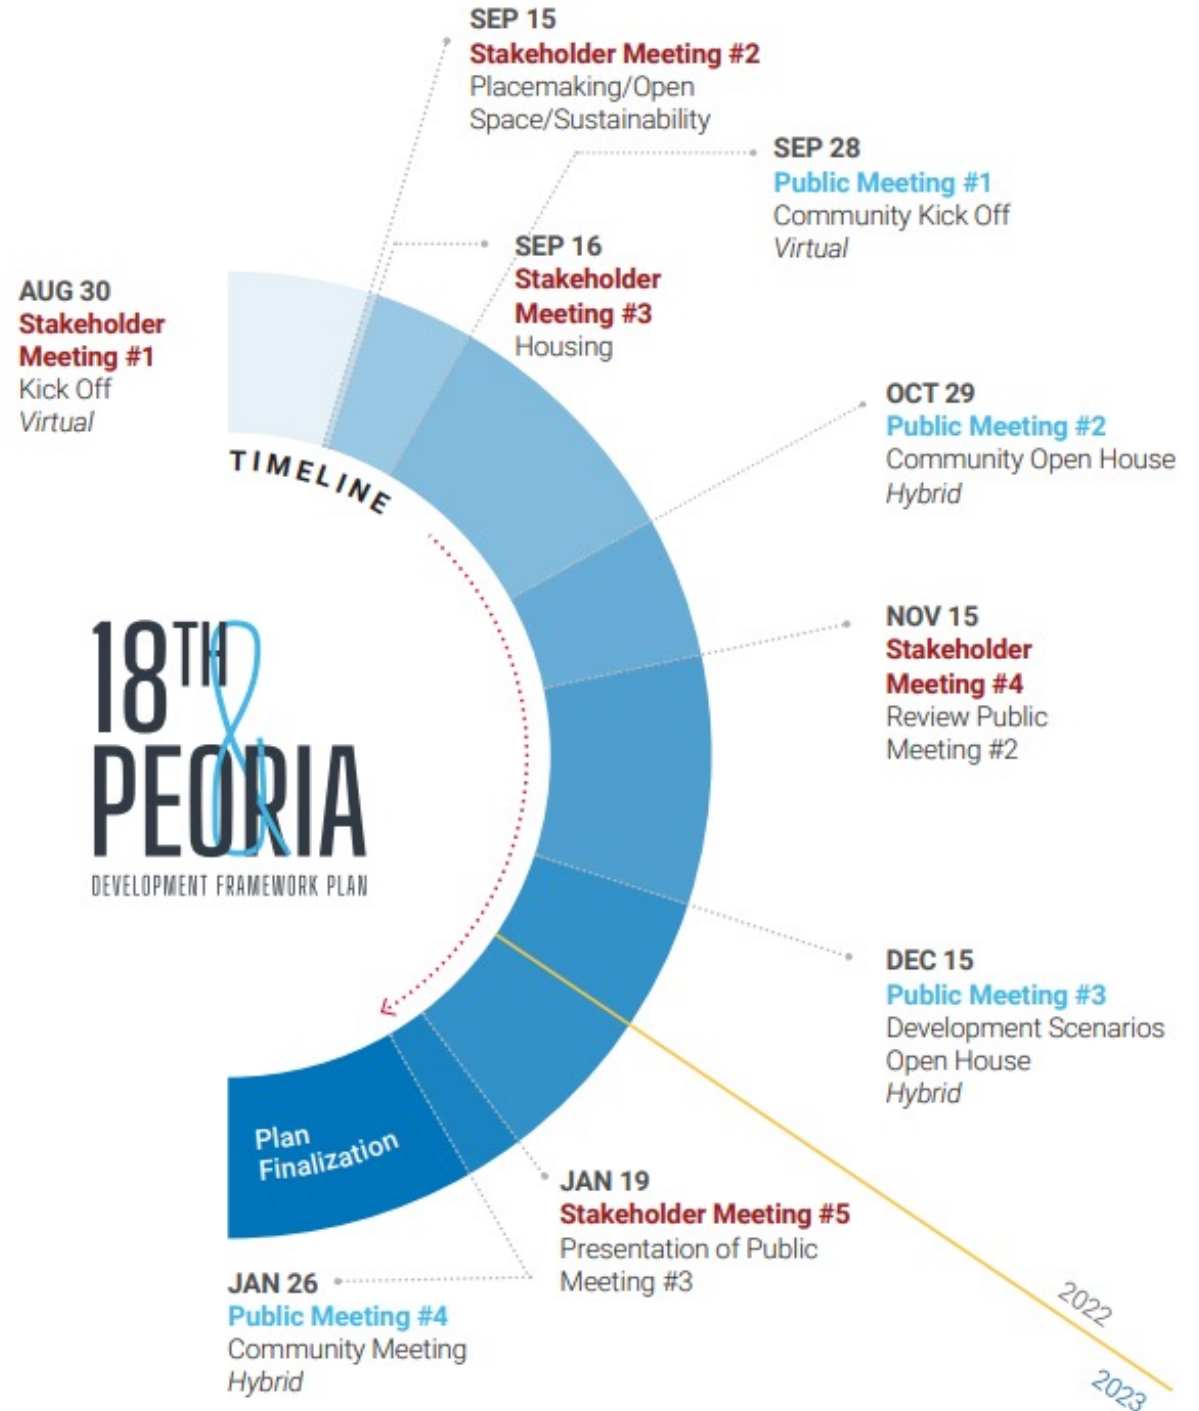 SEP 15
Stakeholder Meeting #2
Placemaking/Open
Space/Sustainability
SEP 28
Public Meeting #1
Community Kick Off
Virtual
SEP 16
Stakeholder
Meeting #3
Housing
AUG 30
Stakeholder
Meeting #1
Kick Off
Virtual
OCT 29
Public Meeting #2
Community Open House
Hybrid
TIMELINE
NOV 15
Stakeholder
Meeting #4
Review Public
Meeting #2
18TH
PEORIA
DEVELOPMENT FRAMEWORK PLAN
DEC 15
Public Meeting #3
Development Scenarios
Open House
Hybrid
Plan
Finalization
JAN 19
Stakeholder Meeting #5
Presentation of Public
Meeting #3
JAN 26
Public Meeting #4
Community Meeting
Hybrid
2022
2023